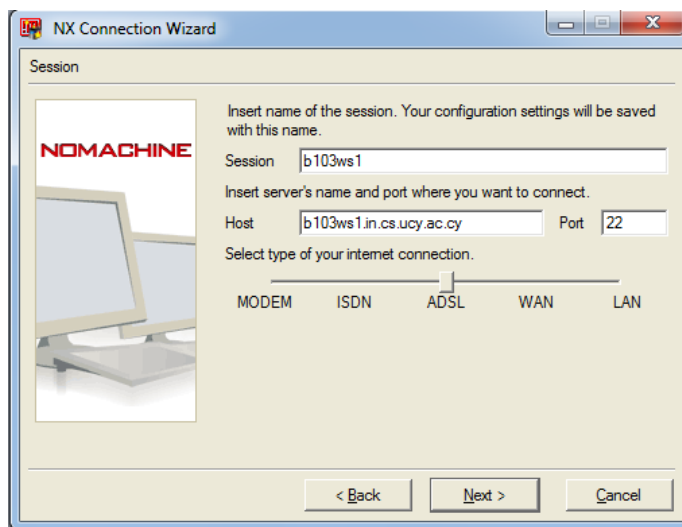 NX Connection Wizard
Session
Insert name of the session. Your configuration settings will be saved
with this name.
NOMACHINE
Session b103ws1
Insert server's name and port where you want to connect.
Host b103ws1.in.cs.ucy.ac.cy Port 22
Select type of your internet connection.
MODEM ISDN ADSL WAN LAN
< Back Next > Cancel